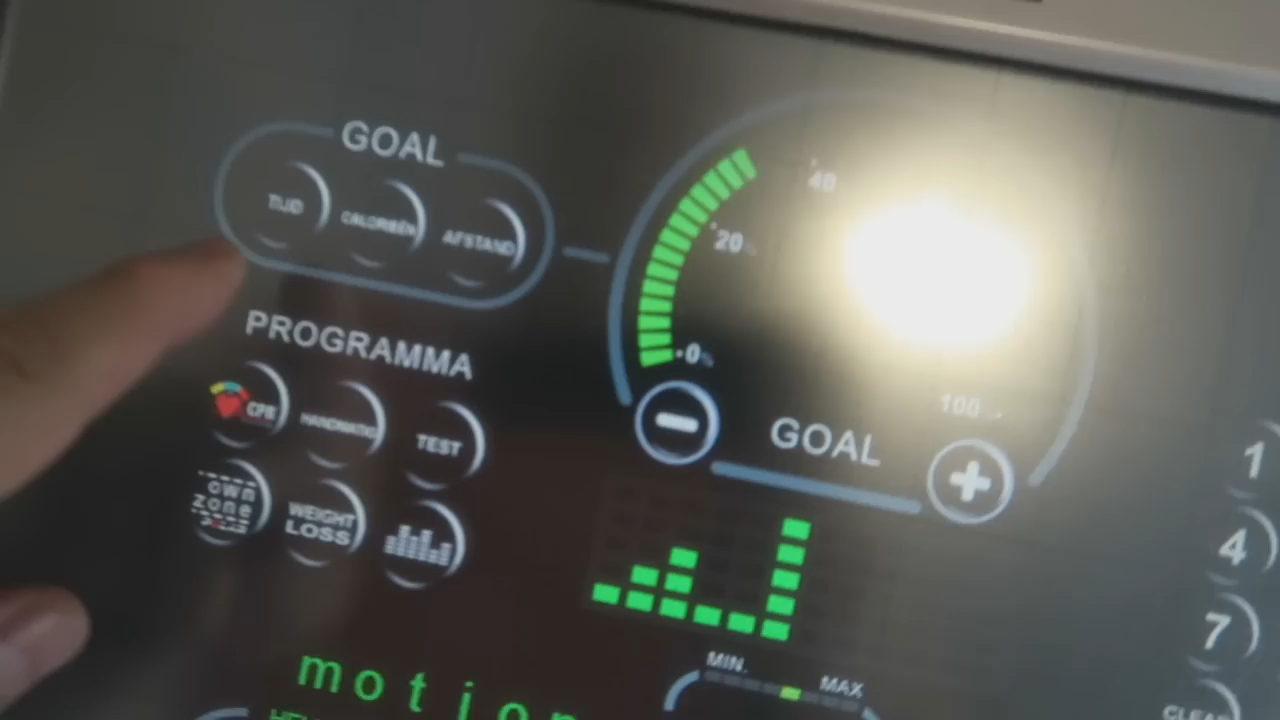 GOAL
TIJD CALORIEËN AFSTAND
40
20
0
PROGRAMMA
HANDMATIG TEST
100
GOAL
own
zone
WEIGHT
LOSS
1
4
7
CLEAR
MIN. MAX
motion